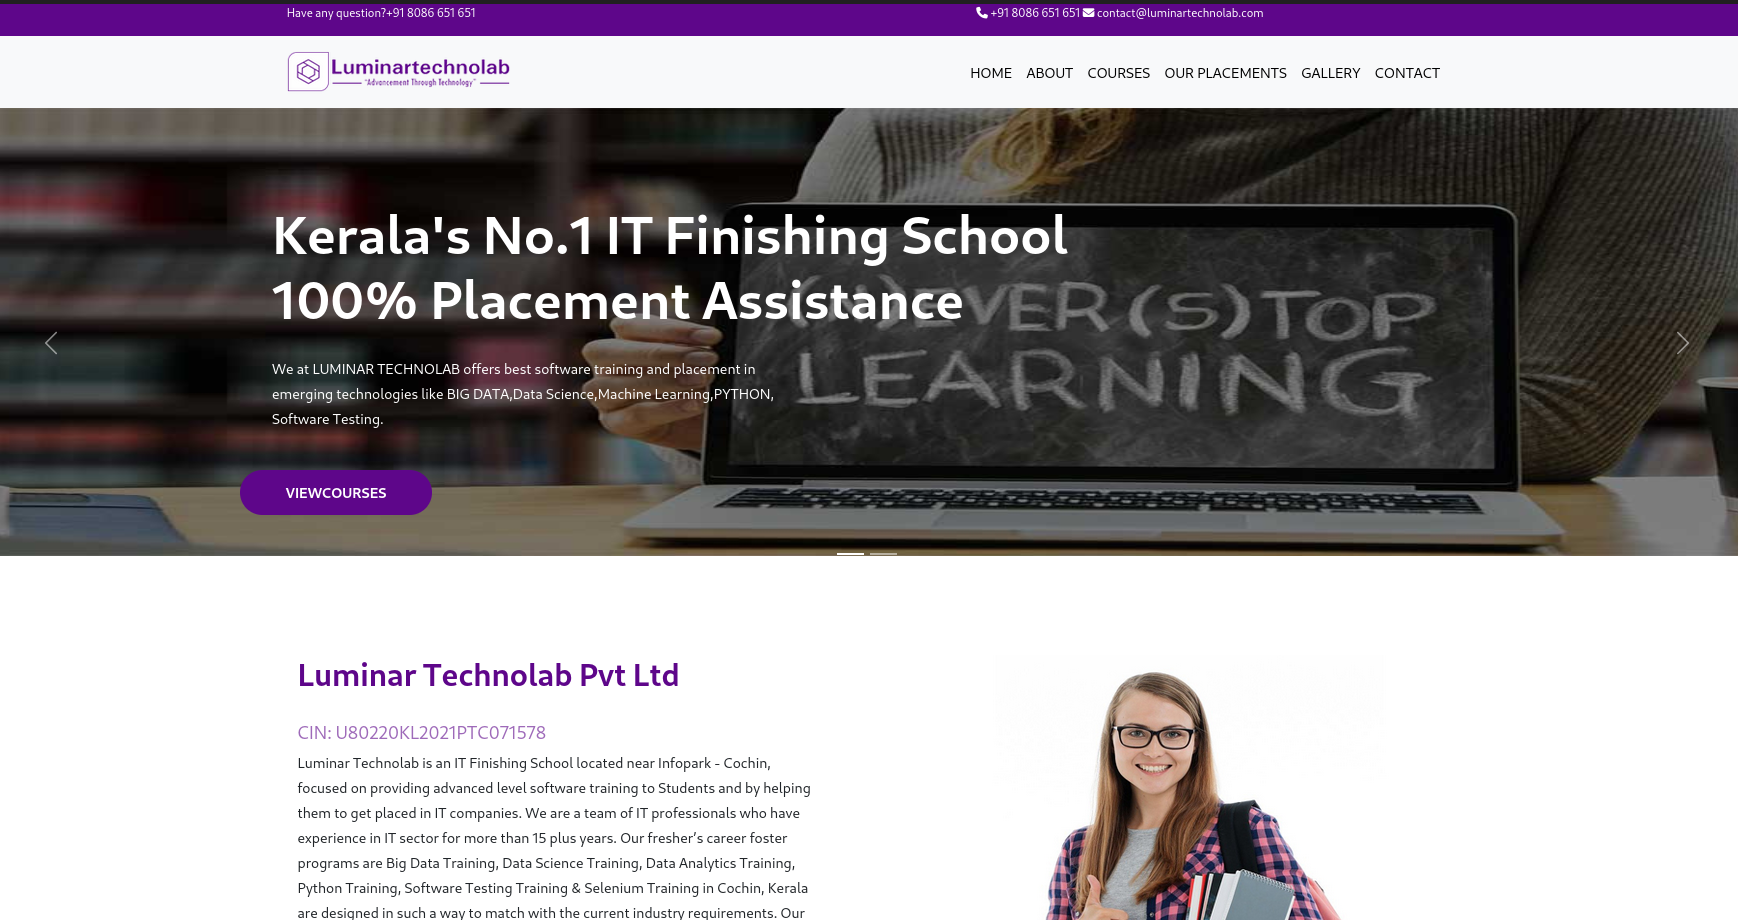 Have any question?+91 8086 651 651
+91 8086 651 651 contact@luminartechnolab.com
Luminartechnolab
"Advancement Through Technology"
HOME ABOUT COURSES OUR PLACEMENTS GALLERY CONTACT
Kerala's No.1 IT Finishing School
100% Placement Assistance
(N)EVER(S)TOP
LEARNING
We at LUMINAR TECHNOLAB offers best software training and placement in
emerging technologies like BIG DATA,Data Science,Machine Learning,PYTHON,
Software Testing.
VIEWCOURSES
Luminar Technolab Pvt Ltd
CIN: U80220KL2021PTC071578
Luminar Technolab is an IT Finishing School located near Infopark - Cochin,
focused on providing advanced level software training to Students and by helping
them to get placed in IT companies. We are a team of IT professionals who have
experience in IT sector for more than 15 plus years. Our fresher’s career foster
programs are Big Data Training, Data Science Training, Data Analytics Training,
Python Training, Software Testing Training & Selenium Training in Cochin, Kerala
are designed in such a way to match with the current industry requirements. Our